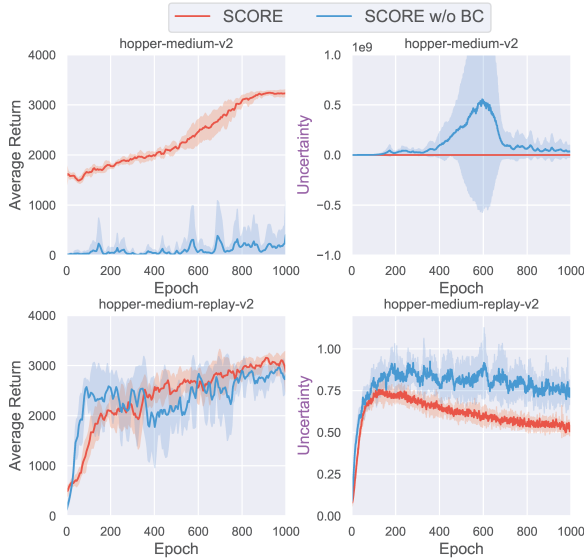 SCORE SCORE w/o BC
hopper-medium-v2
Average Return
4000
3000
2000
1000
0
0 200 400 600 800 1000
Epoch
hopper-medium-v2
1e9
Uncertainty
1.0
0.5
0.0
−0.5
−1.0
0 200 400 600 800 1000
Epoch
hopper-medium-replay-v2
Average Return
4000
3000
2000
1000
0
0 200 400 600 800 1000
Epoch
hopper-medium-replay-v2
Uncertainty
1.00
0.75
0.50
0.25
0.00
0 200 400 600 800 1000
Epoch